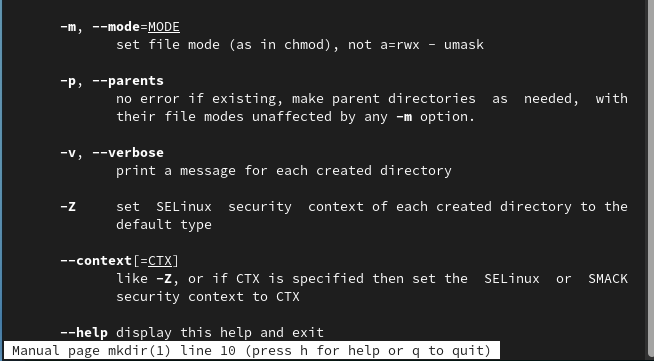 -m, --mode=MODE
set file mode (as in chmod), not a=rwx - umask
-p, --parents
no error if existing, make parent directories as needed, with
their file modes unaffected by any -m option.
-v, --verbose
print a message for each created directory
-Z set SELinux security context of each created directory to the
default type
--context[=CTX]
like -Z, or if CTX is specified then set the SELinux or SMACK
security context to CTX
--help display this help and exit
Manual page mkdir(1) line 10 (press h for help or q to quit)